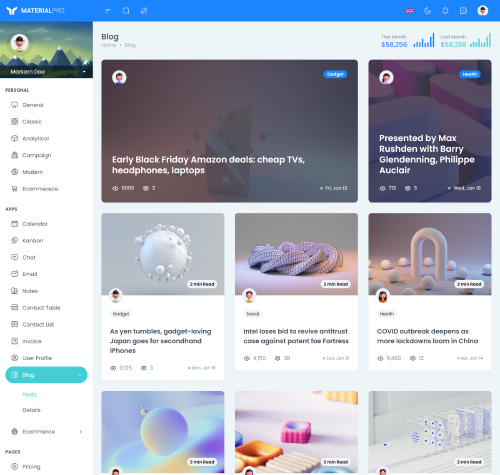 MATERIALPRO
Markarn Doe
PERSONAL
General
Classic
Analytical
Campaign
Modern
Ecommerece
APPS
Calendar
Kanban
Chat
Email
Notes
Contact Table
Contact List
Invoice
User Profile
Blog
Posts
Details
Ecommerce
PAGES
Pricing
Blog
Home • Blog
This Month
$58,256
Last Month
$58,256
Gadget
Early Black Friday Amazon deals: cheap TVs,
headphones, laptops
6006
3
Fri, Jan 13
Health
Presented by Max
Rushden with Barry
Glendenning, Philippe
Auclair
713
3
Wed, Jan 18
2 min Read
Gadget
As yen tumbles, gadget-loving
Japan goes for secondhand
iPhones
9,125
3
Mon, Jan 16
2 min Read
Social
Intel loses bid to revive antitrust
case against patent foe Fortress
4,150
38
Sun, Jan 15
2 min Read
Health
COVID outbreak deepens as
more lockdowns loom in China
9,480
12
Sat, Jan 14
2 min Read
2 min Read
2 min Read